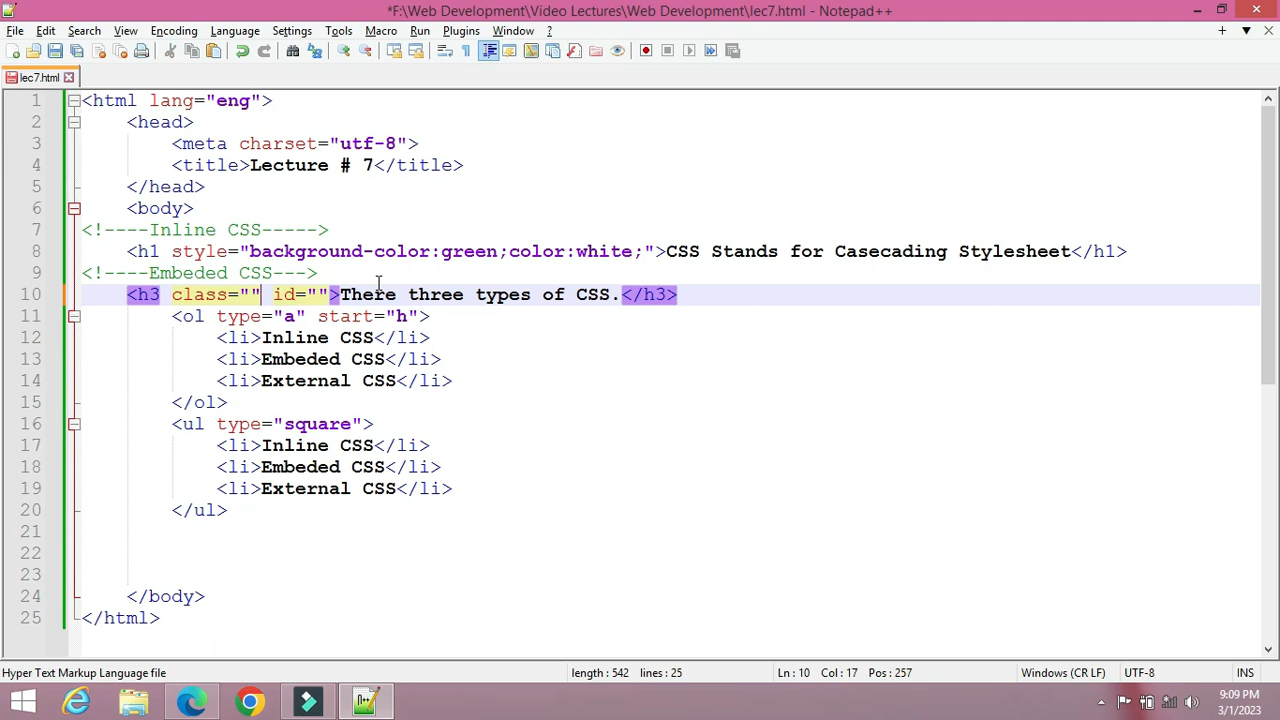 *F:\Web Development\Video Lectures\Web Development\lec7.html - Notepad++
File Edit Search View Encoding Language Settings Tools Macro Run Plugins Window ?
lec7.html
1 <html lang="eng">
2 <head>
3 <meta charset="utf-8">
4 <title>Lecture # 7</title>
5 </head>
6 <body>
7 <!----Inline CSS----->
8 <h1 style="background-color:green;color:white;">CSS Stands for Casecading Stylesheet</h1>
9 <!----Embeded CSS--->
10 <h3 class="" id="">There three types of CSS.</h3>
11 <ol type="a" start="h">
12 <li>Inline CSS</li>
13 <li>Embeded CSS</li>
14 <li>External CSS</li>
15 </ol>
16 <ul type="square">
17 <li>Inline CSS</li>
18 <li>Embeded CSS</li>
19 <li>External CSS</li>
20 </ul>
21
22
23
24 </body>
25 </html>
Hyper Text Markup Language file length : 542 lines : 25 Ln : 10 Col : 17 Pos : 257 Windows (CR LF) UTF-8 INS
9:09 PM
3/1/2023